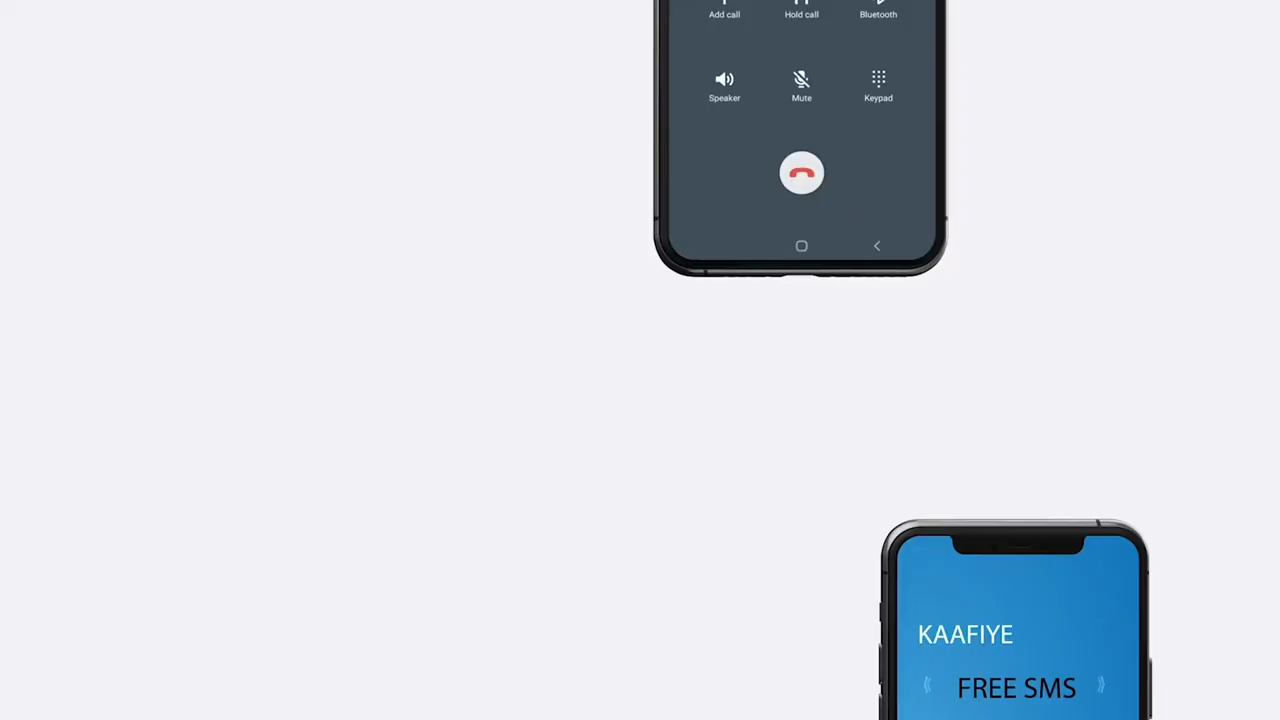 Add call Hold call Bluetooth
Speaker Mute Keypad
KAAFIYE
FREE SMS